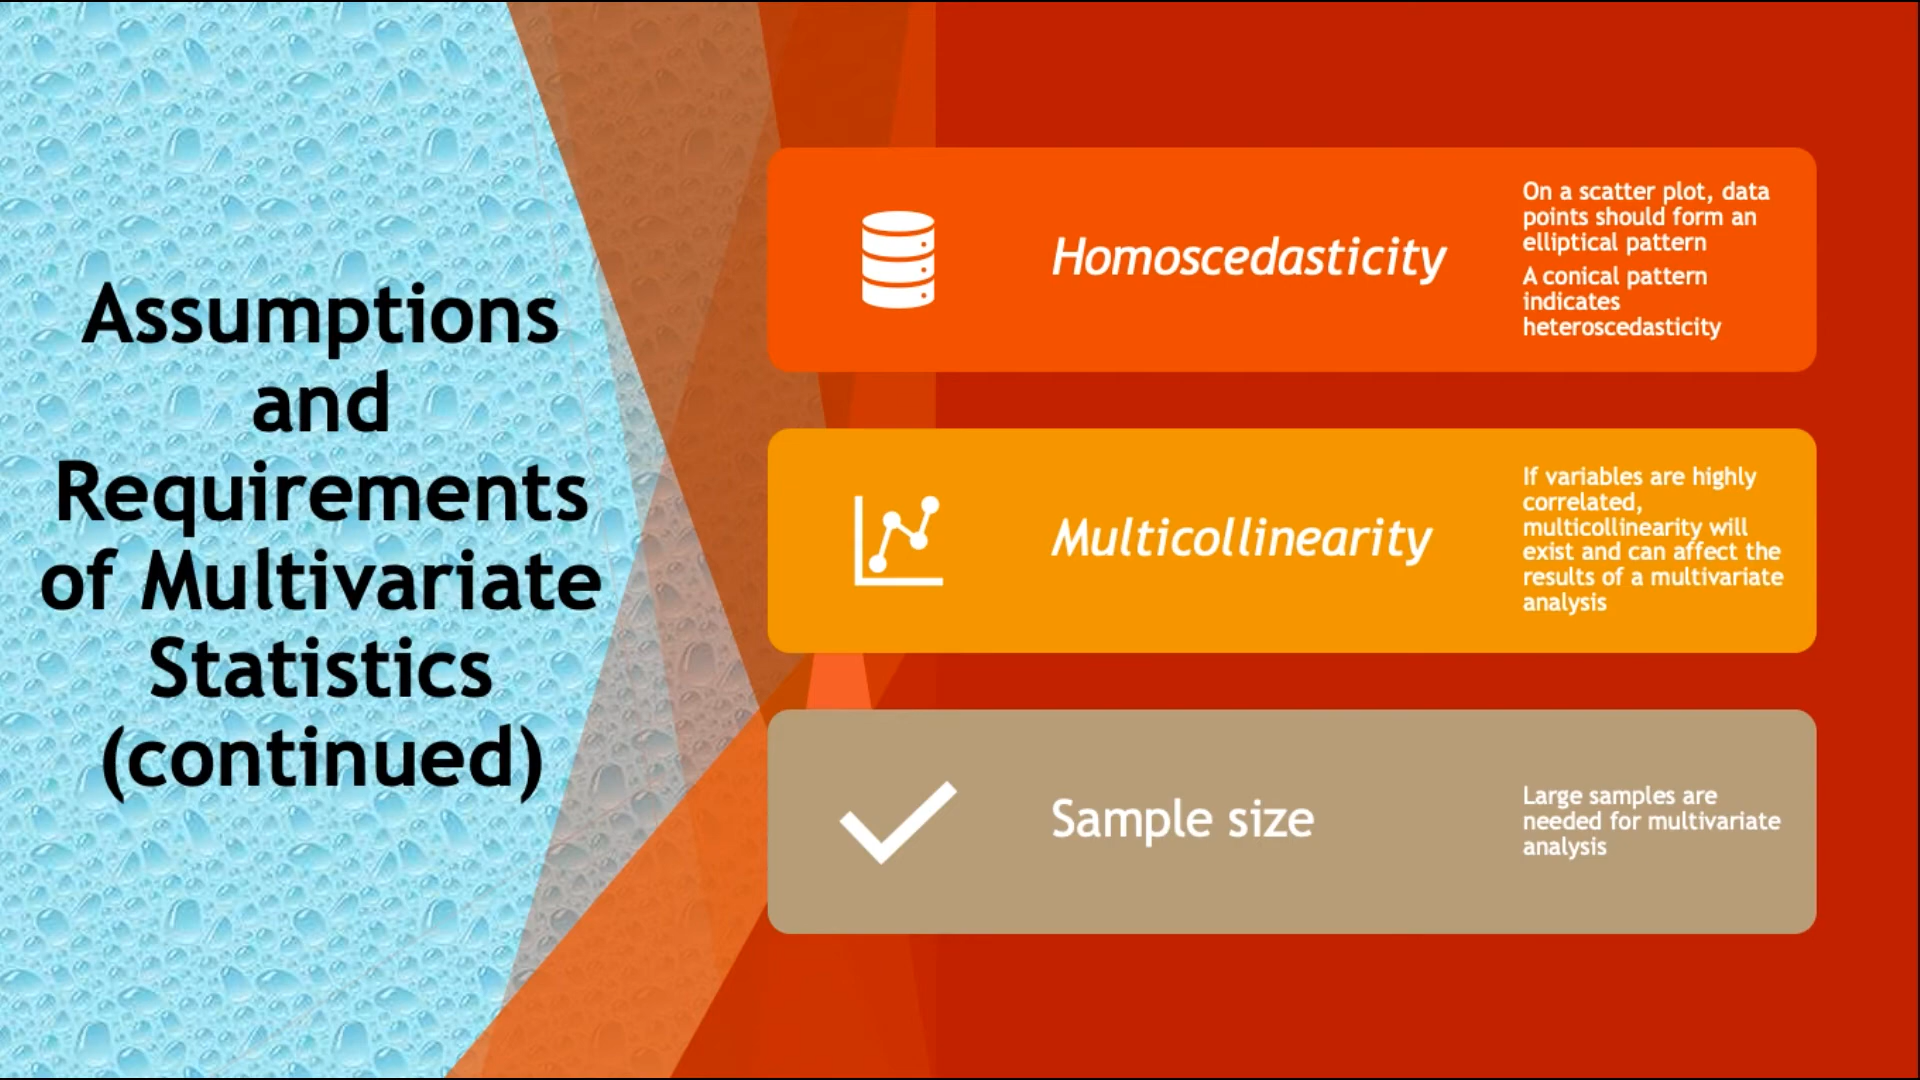 Assumptions
and
Requirements
of Multivariate
Statistics
(continued)
Homoscedasticity
On a scatter plot, data
points should form an
elliptical pattern
A conical pattern
indicates
heteroscedasticity
Multicollinearity
If variables are highly
correlated,
multicollinearity will
exist and can affect the
results of a multivariate
analysis
Sample size
Large samples are
needed for multivariate
analysis